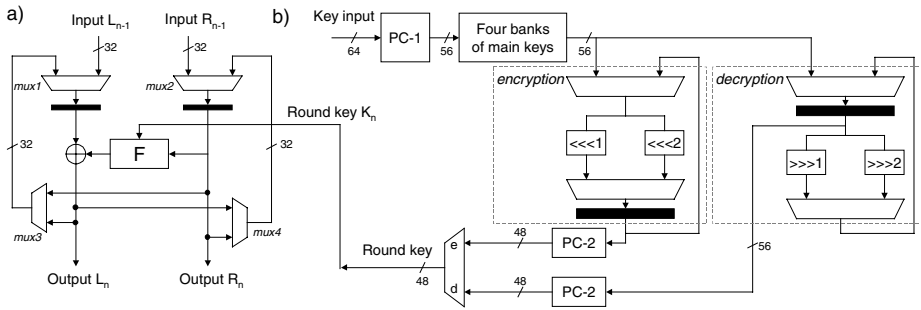 a)
Input Ln-1
Input Rn-1
32
32
mux1
mux2
32
32
F
mux3
mux4
Output Ln
Output Rn
b)
Key input
64
PC-1
56
Four banks
of main keys
56
encryption
decryption
Round key Kn
<<<1
<<<2
>>>1
>>>2
PC-2
48
e
Round key
48
56
d
48
PC-2